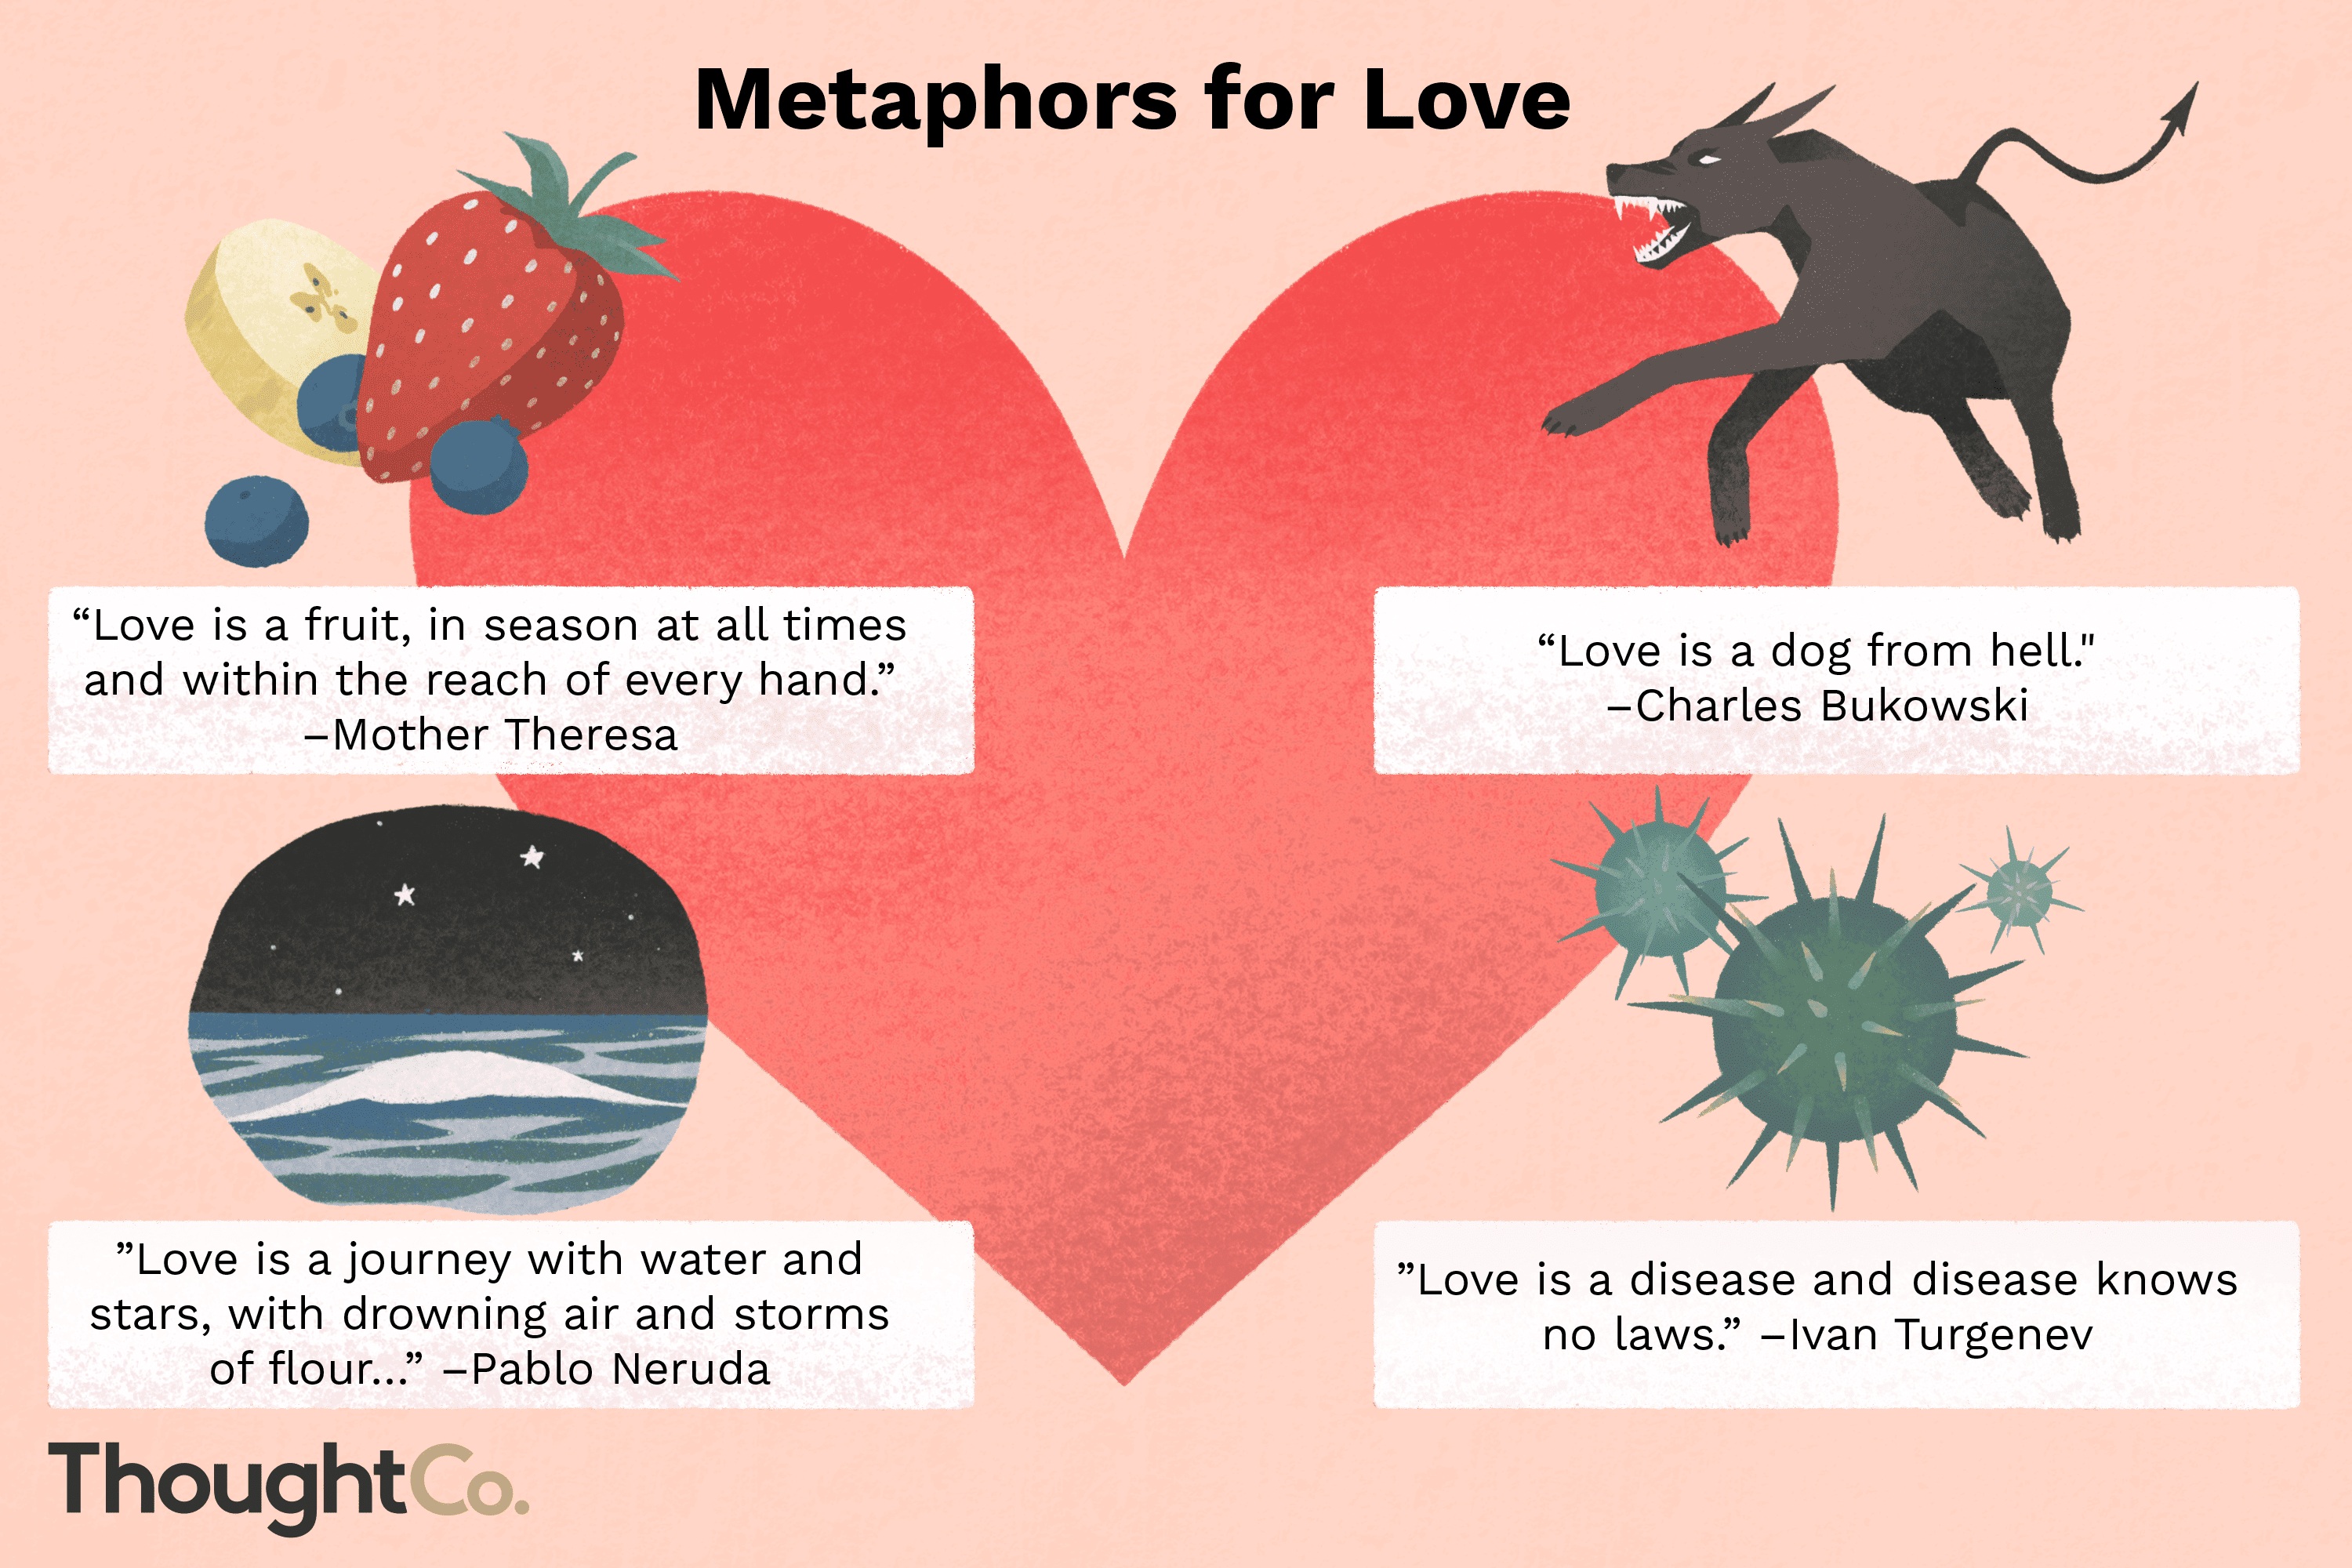 Metaphors for Love
“Love is a fruit, in season at all times
and within the reach of every hand.”
–Mother Theresa
“Love is a dog from hell."
–Charles Bukowski
”Love is a journey with water and
stars, with drowning air and storms
of flour...” –Pablo Neruda
”Love is a disease and disease knows
no laws.” –Ivan Turgenev
ThoughtCo.